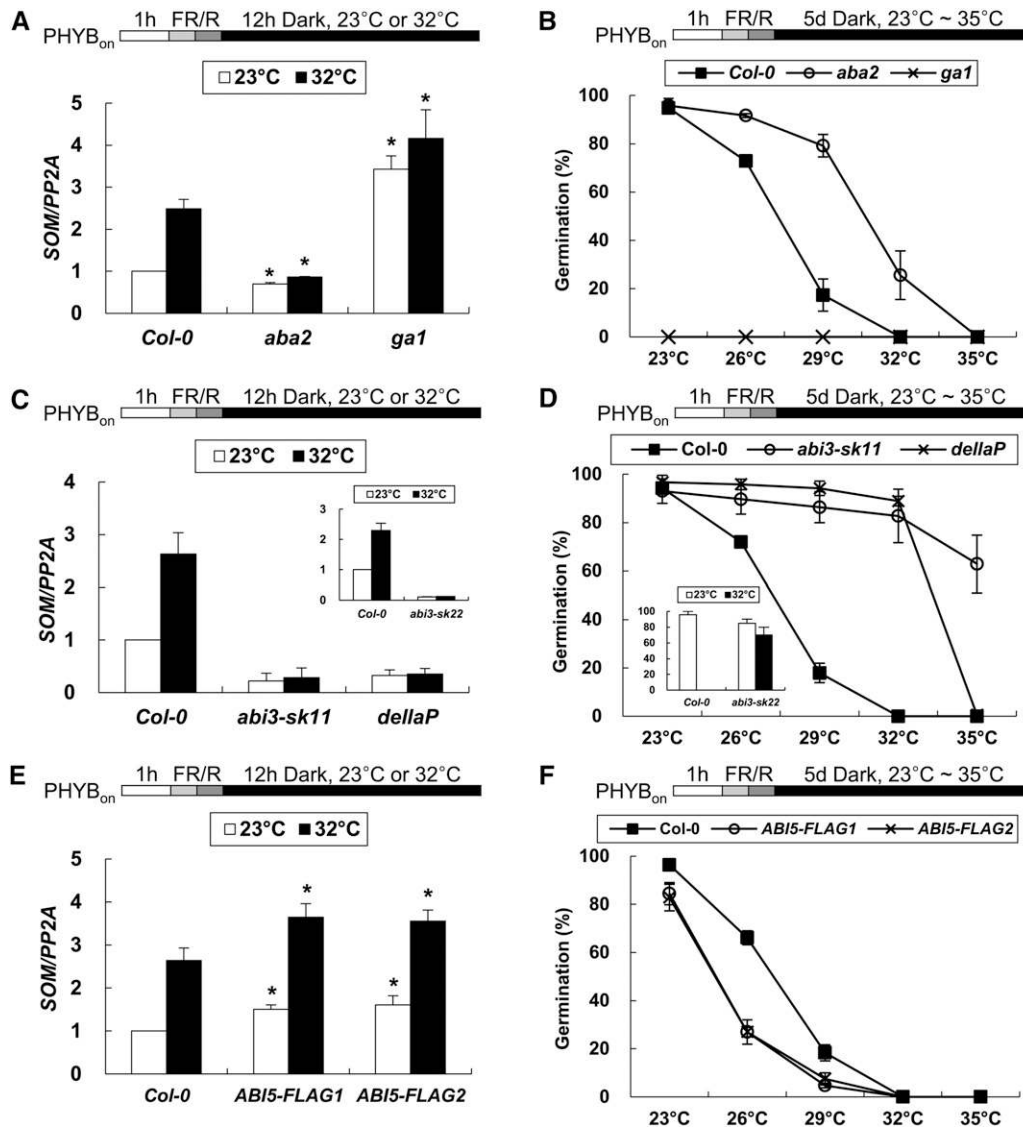 A
1h FR/R 12h Dark, 23°C or 32°C
PHYBon
23°C 32°C
SOM/PP2A
5
4
3
2
1
0
* * * *
Col-0 aba2 ga1
B
1h FR/R 5d Dark, 23°C ~ 35°C
PHYBon
Col-0 aba2 ga1
Germination (%)
100
80
60
40
20
0
23°C 26°C 29°C 32°C 35°C
C
1h FR/R 12h Dark, 23°C or 32°C
PHYBon
23°C 32°C
SOM/PP2A
4
3
2
1
0
Col-0 abi3-sk11 dellaP
23°C 32°C
3
2
1
0
Col-0 abi3-sk22
D
1h FR/R 5d Dark, 23°C ~ 35°C
PHYBon
Col-0 abi3-sk11 dellaP
Germination (%)
100
80
60
40
20
0
23°C 26°C 29°C 32°C 35°C
23°C 32°C
100
80
60
40
20
0
Col-0 abi3-sk22
E
1h FR/R 12h Dark, 23°C or 32°C
PHYBon
23°C 32°C
SOM/PP2A
5
4
3
2
1
0
* * * *
Col-0 ABI5-FLAG1 ABI5-FLAG2
F
1h FR/R 5d Dark, 23°C ~ 35°C
PHYBon
Col-0 ABI5-FLAG1 ABI5-FLAG2
Germination (%)
100
80
60
40
20
0
23°C 26°C 29°C 32°C 35°C